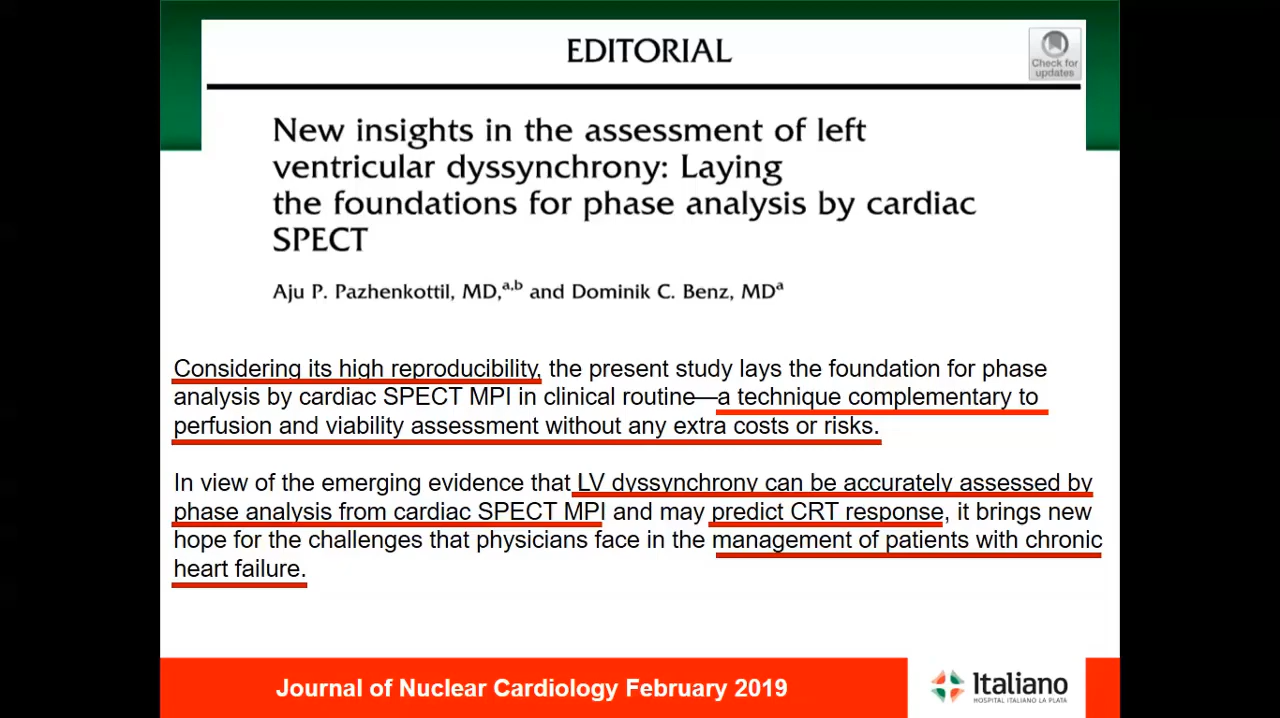 EDITORIAL
Check for
updates
New insights in the assessment of left
ventricular dyssynchrony: Laying
the foundations for phase analysis by cardiac
SPECT
Aju P. Pazhenkottil, MD,a,b and Dominik C. Benz, MDa
Considering its high reproducibility, the present study lays the foundation for phase
analysis by cardiac SPECT MPI in clinical routine—a technique complementary to
perfusion and viability assessment without any extra costs or risks.
In view of the emerging evidence that LV dyssynchrony can be accurately assessed by
phase analysis from cardiac SPECT MPI and may predict CRT response, it brings new
hope for the challenges that physicians face in the management of patients with chronic
heart failure.
Journal of Nuclear Cardiology February 2019
Italiano
HOSPITAL ITALIANO LA PLATA